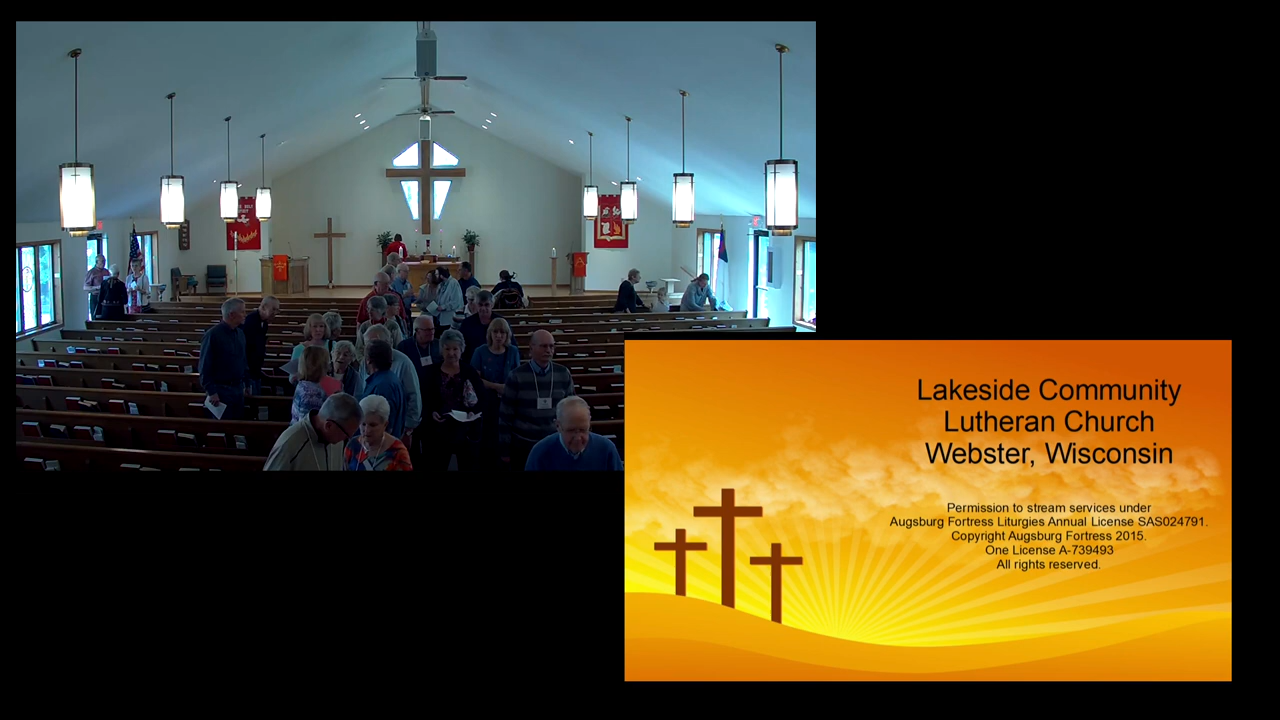 Lakeside Community
Lutheran Church
Webster, Wisconsin
Permission to stream services under
Augsburg Fortress Liturgies Annual License SAS024791.
Copyright Augsburg Fortress 2015.
One License A-739493
All rights reserved.